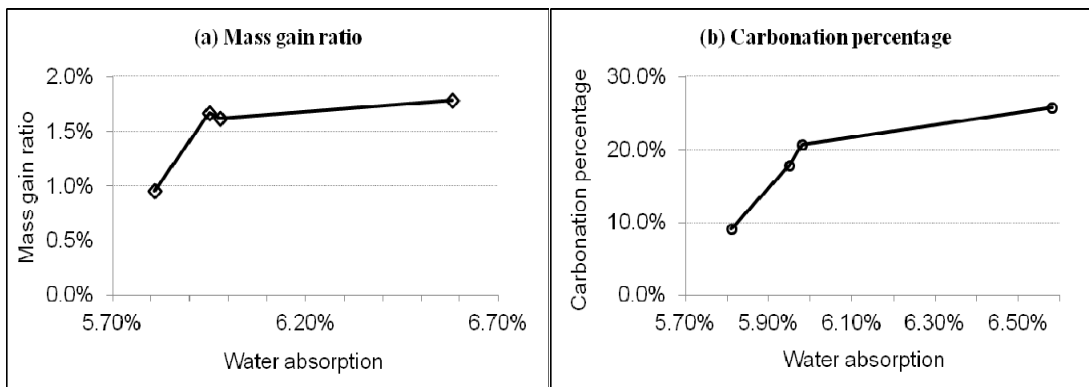 (a) Mass gain ratio
2.0%
1.5%
1.0%
0.5%
0.0%
Mass gain ratio
5.70% 6.20% 6.70%
Water absorption
(b) Carbonation percentage
30.0%
20.0%
10.0%
0.0%
Carbonation percentage
5.70% 5.90% 6.10% 6.30% 6.50%
Water absorption